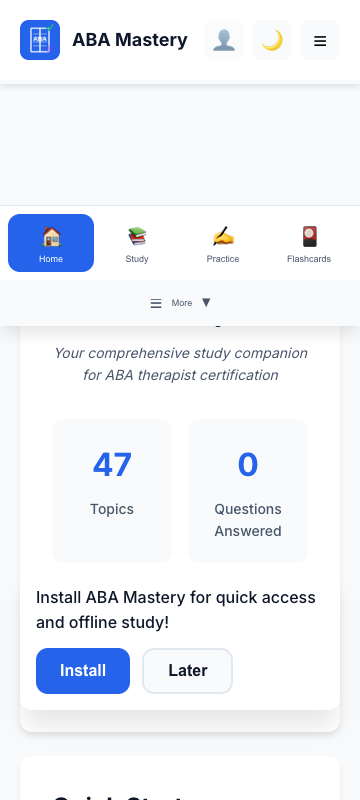 ABA
ABA Mastery
Home
Study
Practice
Flashcards
More
Your comprehensive study companion
for ABA therapist certification
47
Topics
0
Questions
Answered
Install ABA Mastery for quick access
and offline study!
Install
Later